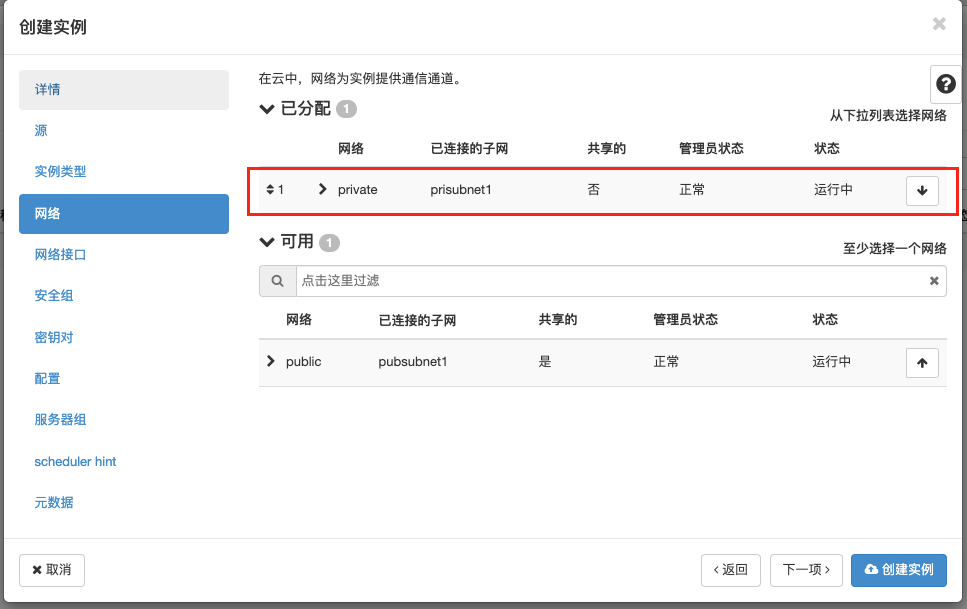 创建实例
详情
源
实例类型
网络
网络接口
安全组
密钥对
配置
服务器组
scheduler hint
元数据
在云中，网络为实例提供通信通道。
已分配 1
从下拉列表选择网络
网络 已连接的子网 共享的 管理员状态 状态
1 private prisubnet1 否 正常 运行中
可用 1
至少选择一个网络
点击这里过滤
网络 已连接的子网 共享的 管理员状态 状态
public pubsubnet1 是 正常 运行中
取消
返回
下一项
创建实例